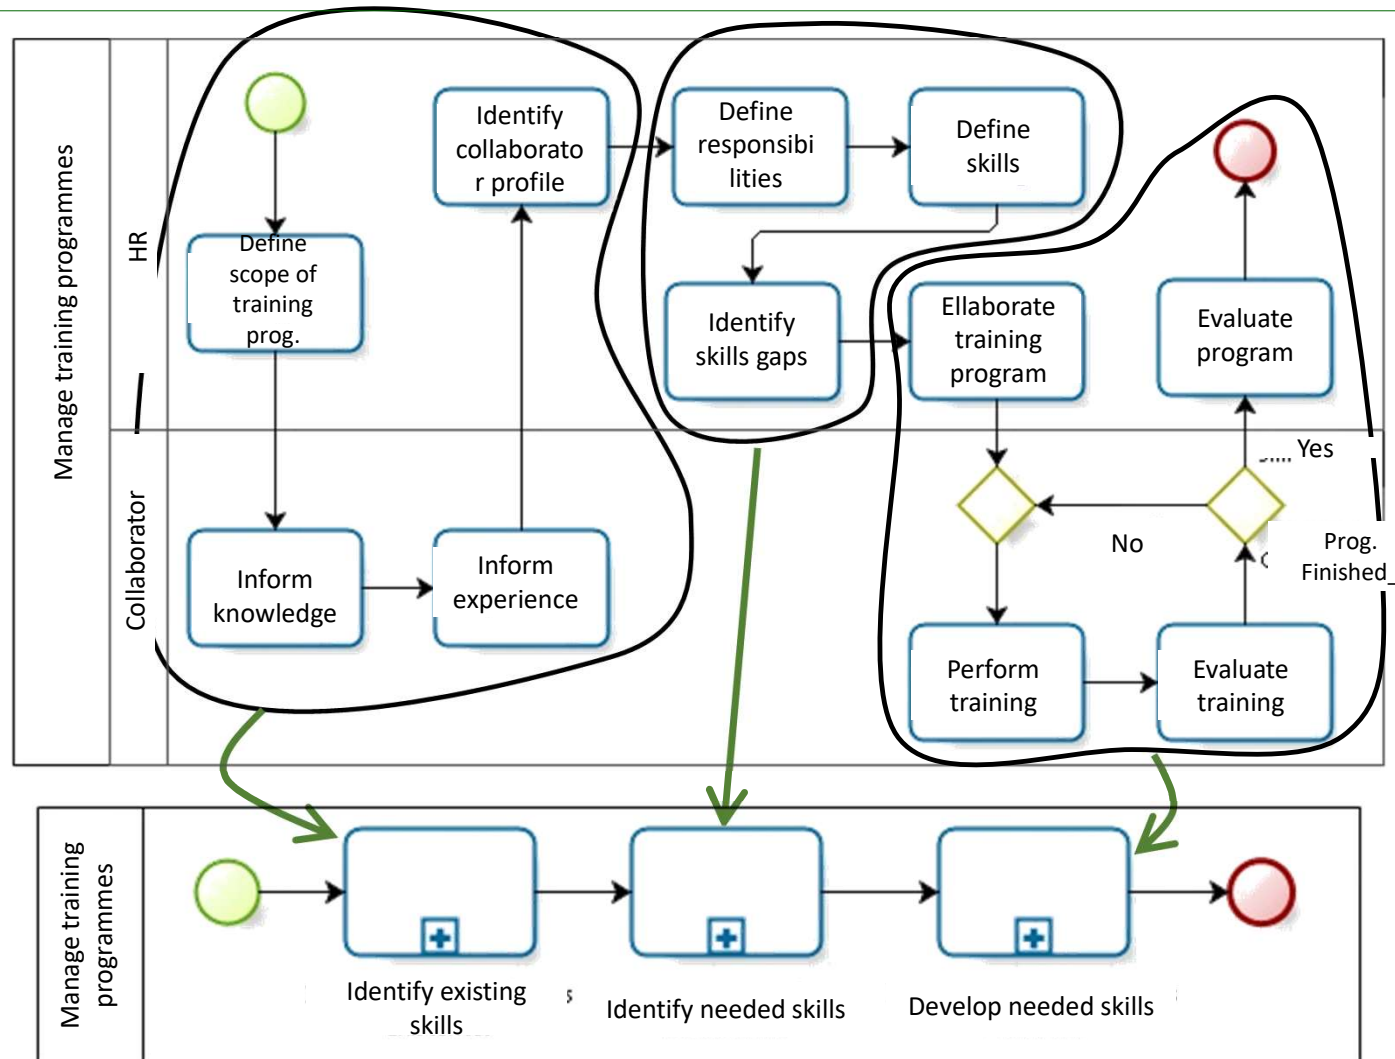 Manage training programmes
HR
Collaborator
Define
scope of
training
prog.
Identify
collaborato
r profile
Define
responsibi
lities
Define
skills
Identify
skills gaps
Ellaborate
training
program
Evaluate
program
Inform
knowledge
Inform
experience
Yes
No
Prog.
Finished_
Perform
training
Evaluate
training
Manage training
programmes
Identify existing
skills
Identify needed skills
Develop needed skills